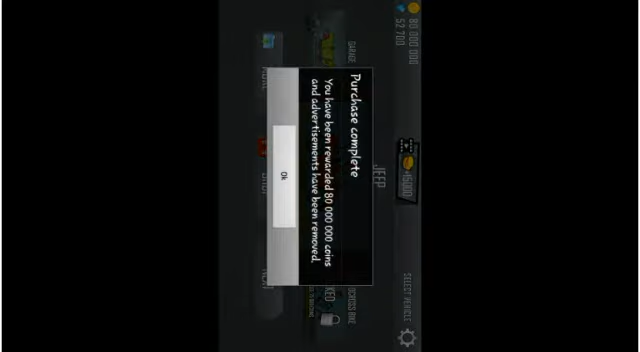 80 000 000
52 700
GARAGE
+15000
SELECT VEHICLE
JEEP
Purchase complete
You have been rewarded 80 000 000 coins
and advertisements have been removed.
Ok